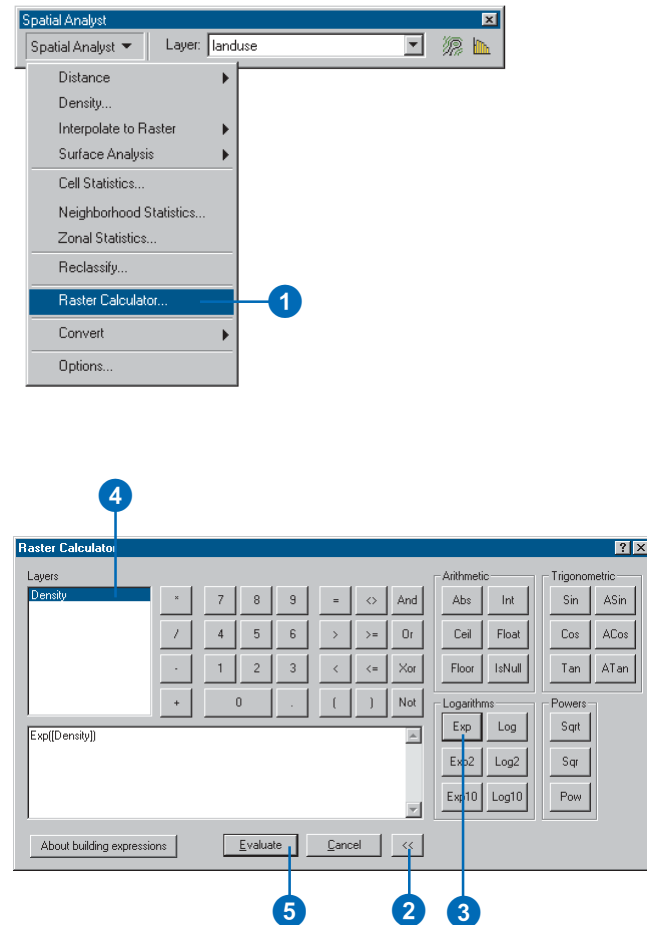 Spatial Analyst
Spatial Analyst Layer: landuse
Distance
Density...
Interpolate to Raster
Surface Analysis
Cell Statistics...
Neighborhood Statistics...
Zonal Statistics...
Reclassify...
Raster Calculator... 1
Convert
Options...
4
Raster Calculator ? ×
Layers Arithmetic Trigonometric
Density × 7 8 9 = <> And Abs Int Sin ASin
/ 4 5 6 > >= Or Ceil Float Cos ACos
- 1 2 3 < <= Xor Floor IsNull Tan ATan
+ 0 . ( ) Not Logarithms Powers
Exp([Density]) Exp Log Sqrt
Exp2 Log2 Sqr
Exp10 Log10 Pow
About building expressions Evaluate Cancel <<
5 2 3